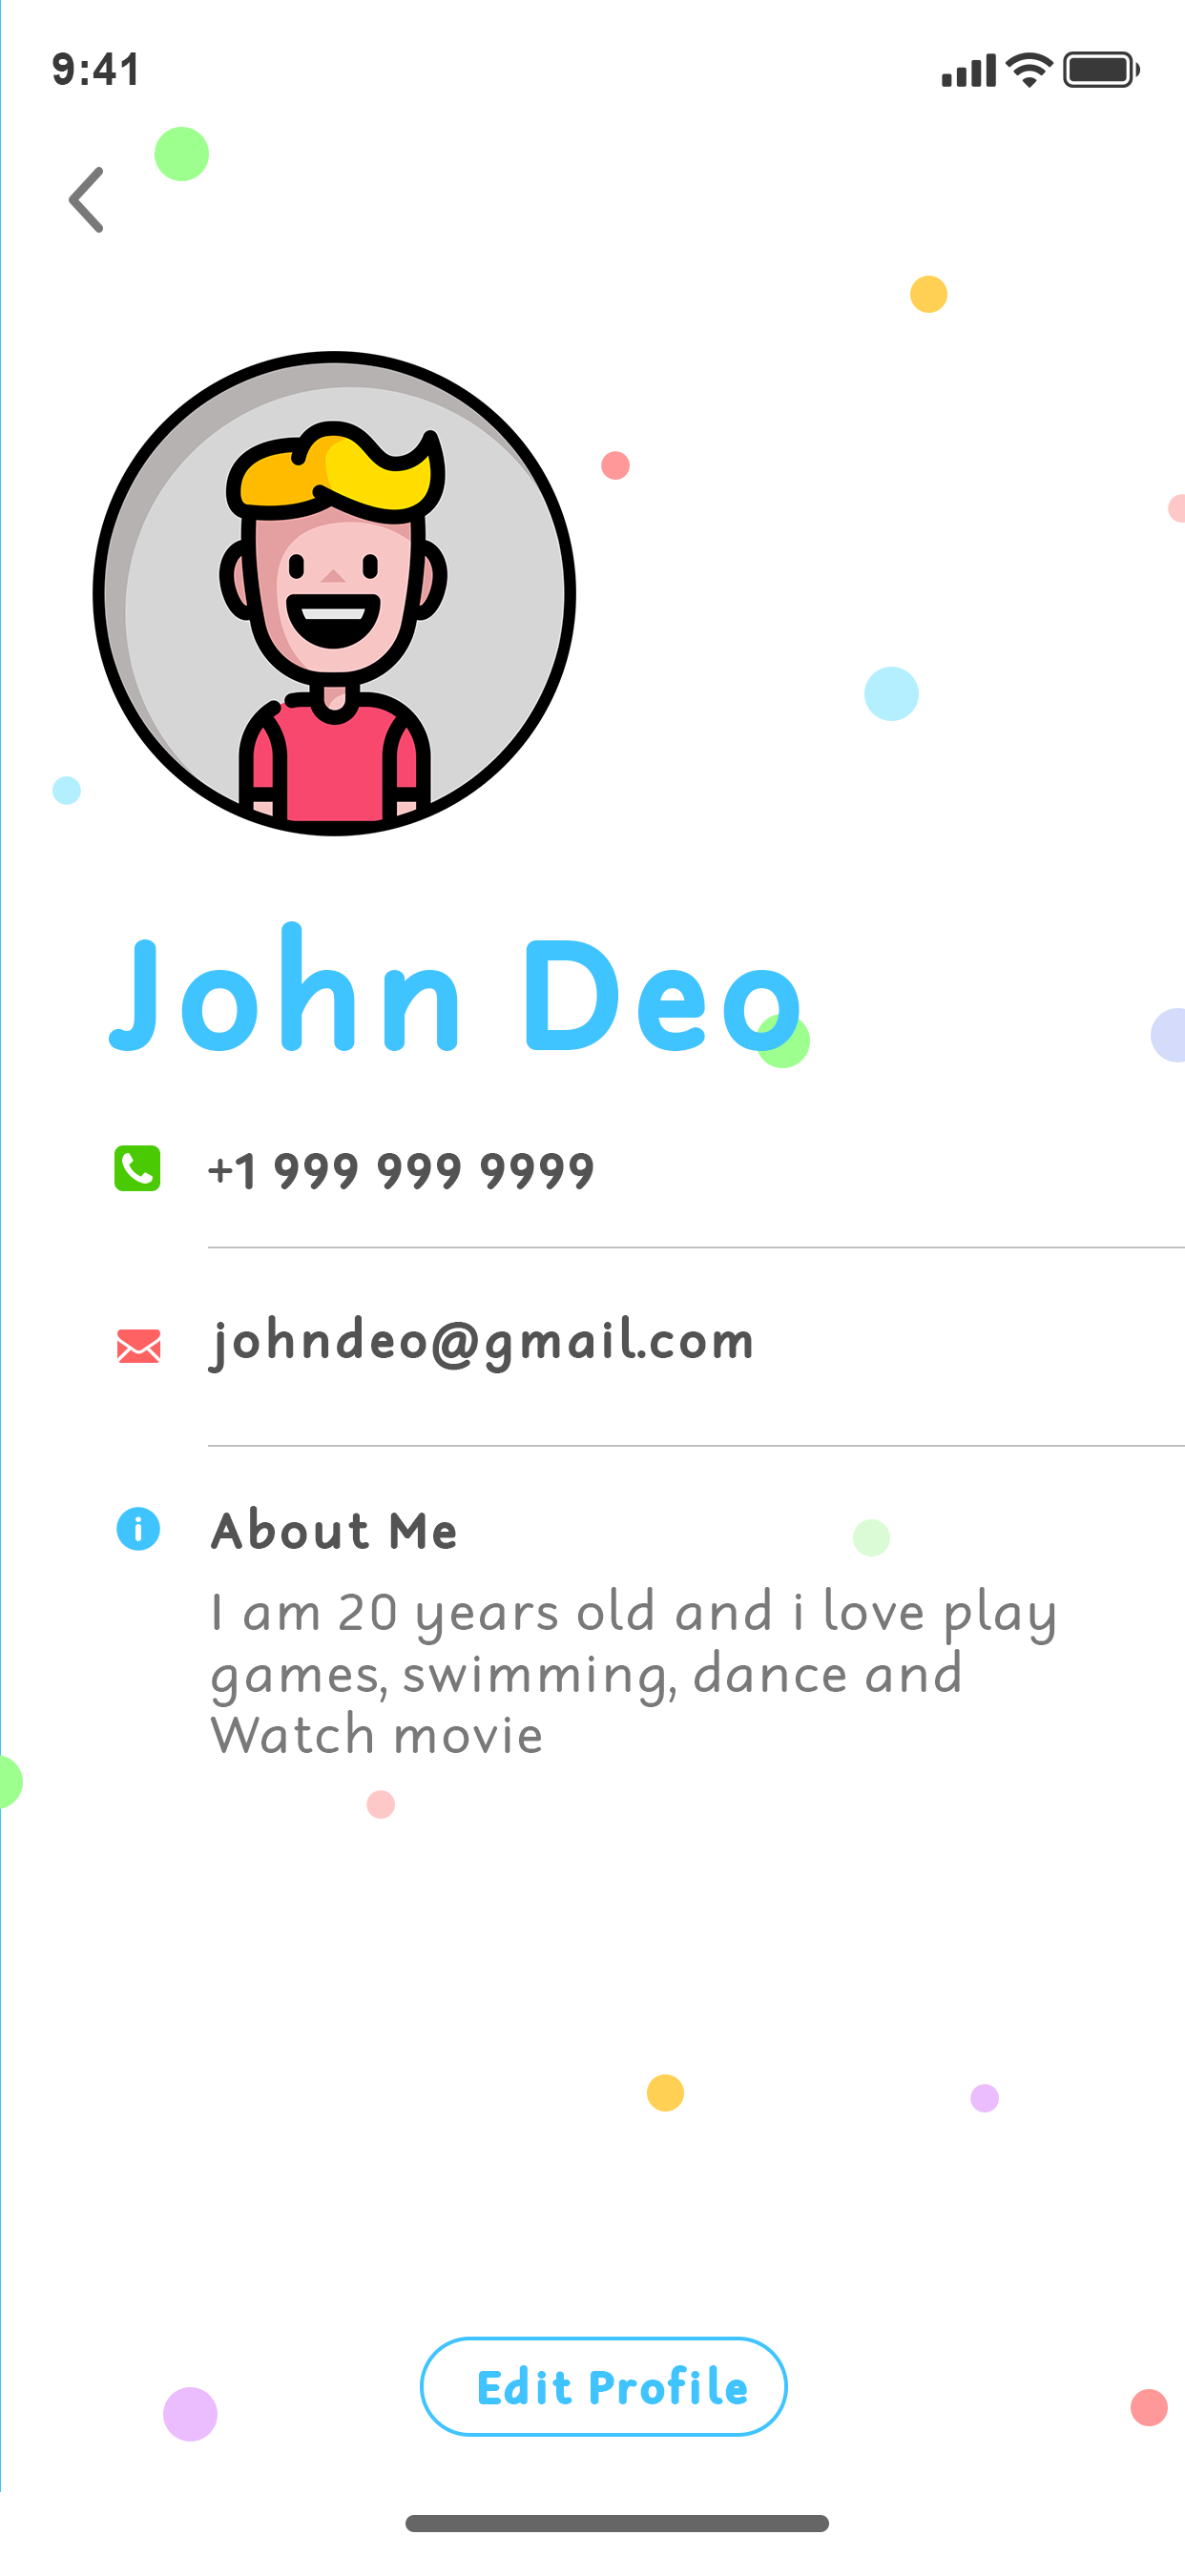 9:41
John Deo
+1 999 999 9999
johndeo@gmail.com
About Me
I am 20 years old and i love play
games, swimming, dance and
Watch movie
Edit Profile